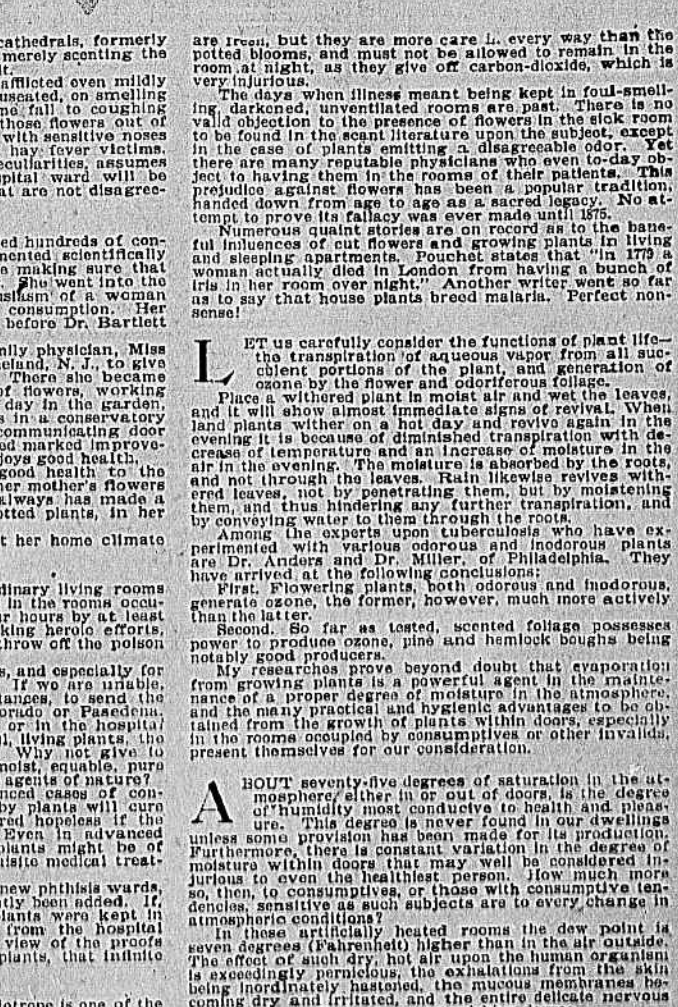 cathedrals, formerly
merely scenting the
afflicted even mildly
on smelling
fall to coughing
those flowers out of
with sensitive noses
hay fever victims.
assumes
ward will be
are not disagree-
ed hundreds of con-
mented scientifically
making sure that
She went into the
of a woman
consumption. Her
before Dr. Bartlett
physician, Miss
N. J., to give
There she became
of flowers, working
day in the garden,
in a conservatory
communicating door
ed marked improve-
joys good health.
good health to the
her mother's flowers
always has made a
otted plants, in her
her home climate
dinary living rooms
in the rooms occu-
hours by at least
king heroic efforts,
throw off the poison
and especially for
If we are unable,
tances, to send the
orado or Pasedena,
or in the hospital
living plants, the
Why not give to
moist, equable, pure
agents of nature?
nced cases of con-
by plants will cure
red hopeless if the
Even in advanced
plants might be of
uisite medical treat-
new phthisis wards,
tly been added. If,
plants were kept in
from the hospital
view of the proofs
plants, that infinite
is one of the
are but they are more care every way than the
potted blooms, and must not be allowed to remain in the
room at night, as they give off carbon-dioxide, which is
very injurious.
The days when illness meant being kept in foul-smell-
ing, darkened, unventilated rooms are past. There is no
valid objection to the presence of flowers in the sick room
to be found in the scant literature upon the subject, except
in the case of plants emitting a disagreeable odor. Yet
there are many reputable physicians who even to-day ob-
ject to having them in the rooms of their patients. This
prejudice against flowers has been a popular tradition,
handed down from age to age as a sacred legacy. No at-
tempt to prove its fallacy was ever made until 1875.
Numerous quaint stories are on record as to the bane-
ful influences of cut flowers and growing plants in living
and sleeping apartments. Pouchet states that "in 1779 a
woman actually died in London from having a bunch of
iris in her room over night." Another writer went so far
as to say that house plants breed malaria. Perfect non-
sense!
LET us carefully consider the functions of plant life—
the transpiration of aqueous vapor from all suc-
culent portions of the plant, and generation of
ozone by the flower and odoriferous foliage.
Place a withered plant in moist air and wet the leaves,
and it will show almost immediate signs of revival. When
land plants wither on a hot day and revive again in the
evening it is because of diminished transpiration with de-
crease of temperature and an increase of moisture in the
air in the evening. The moisture is absorbed by the roots,
and not through the leaves. Rain likewise revives with-
ered leaves, not by penetrating them, but by moistening
them, and thus hindering any further transpiration, and
by conveying water to them through the roots.
Among the experts upon tuberculosis who have ex-
perimented with various odorous and inodorous plants
are Dr. Anders and Dr. Miller, of Philadelphia. They
have arrived at the following conclusions:
First. Flowering plants, both odorous and inodorous,
generate ozone, the former, however, much more actively
than the latter.
Second. So far as tested, scented foliage possesses
power to produce ozone, pine and hemlock boughs being
notably good producers.
My researches prove beyond doubt that evaporation
from growing plants is a powerful agent in the mainte-
nance of a proper degree of moisture in the atmosphere,
and the many practical and hygienic advantages to be ob-
tained from the growth of plants within doors, especially
in the rooms occupied by consumptives or other invalids,
present themselves for our consideration.
ABOUT seventy-five degrees of saturation in the at-
mosphere, either in or out of doors, is the degree
of humidity most conducive to health and pleas-
ure. This degree is never found in our dwellings
unless some provision has been made for its production.
Furthermore, there is constant variation in the degree of
moisture within doors that may well be considered in-
jurious to even the healthiest person. How much more
so, then, to consumptives, or those with consumptive ten-
dencies, sensitive as such subjects are to every change in
atmospheric conditions?
In these artificially heated rooms the dew point is
seven degrees (Fahrenheit) higher than in the air outside.
The effect of such dry, hot air upon the human organism
is exceedingly pernicious, the exhalations from the skin
being inordinately hastened, the mucous membranes be-
coming dry and irritated, and the entire delicate nervous